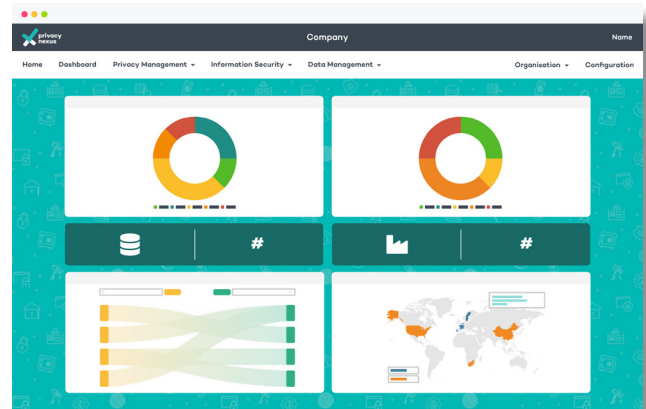 privacy
nexus
Company
Name
Home Dashboard Privacy Management Information Security Data Management Organisation Configuration
# #